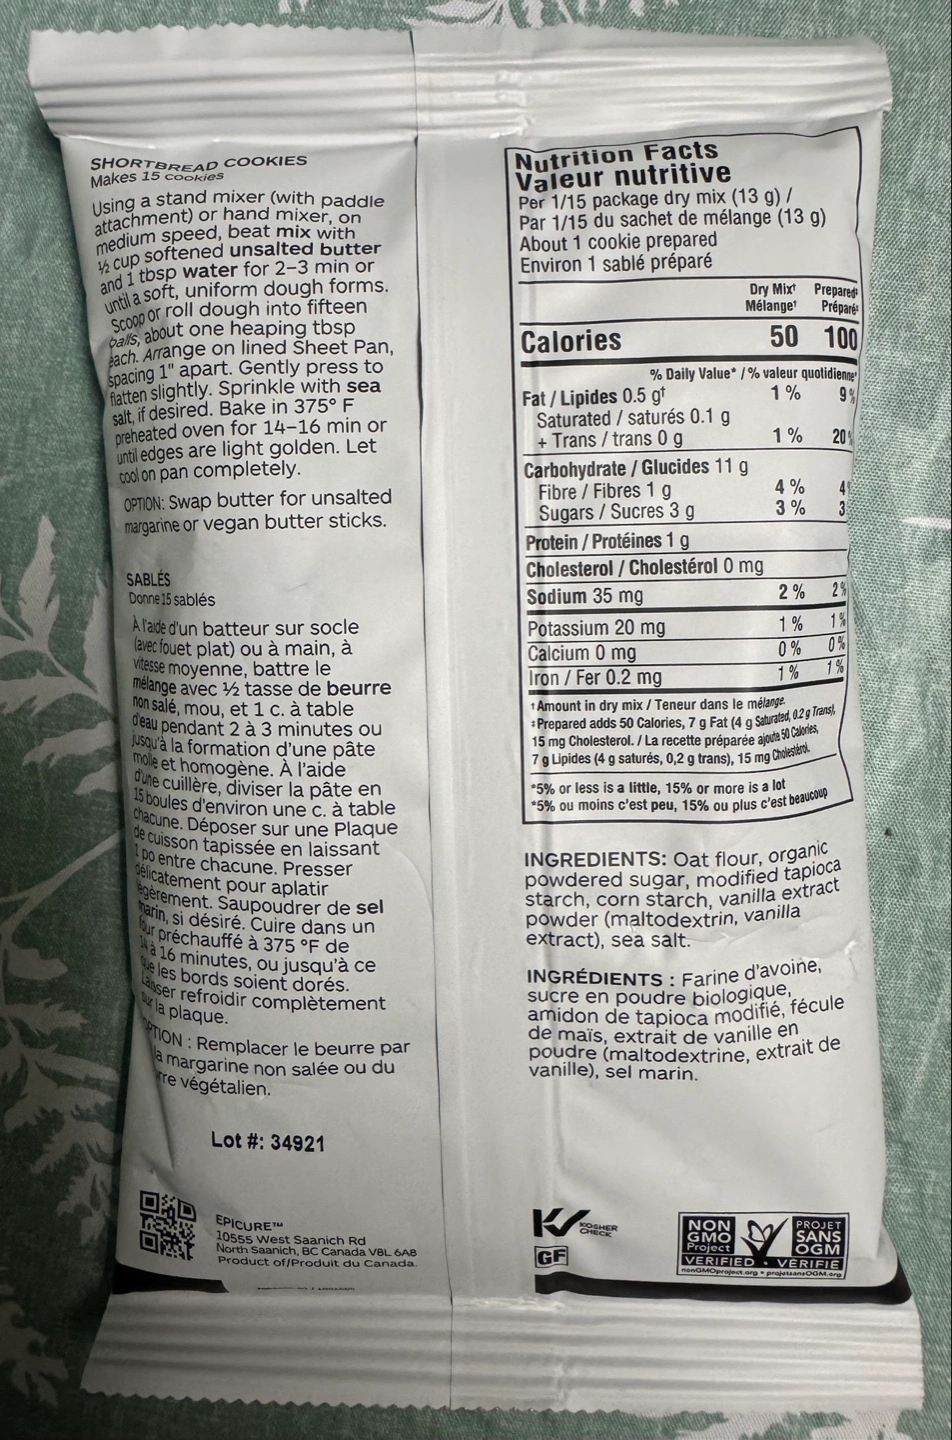 SHORTBREAD COOKIES
Makes 15 cookies
Using a stand mixer (with paddle
attachment) or hand mixer, on
medium speed, beat mix with
½ cup softened unsalted butter
and 1 tbsp water for 2–3 min or
until a soft, uniform dough forms.
Scoop or roll dough into fifteen
balls, about one heaping tbsp
each. Arrange on lined Sheet Pan,
spacing 1" apart. Gently press to
flatten slightly. Sprinkle with sea
salt, if desired. Bake in 375° F
preheated oven for 14–16 min or
until edges are light golden. Let
cool on pan completely.
OPTION: Swap butter for unsalted
margarine or vegan butter sticks.
SABLÉS
Donne 15 sablés
À l'aide d'un batteur sur socle
(avec fouet plat) ou à main, à
vitesse moyenne, battre le
mélange avec ½ tasse de beurre
non salé, mou, et 1 c. à table
d'eau pendant 2 à 3 minutes ou
jusqu'à la formation d'une pâte
molle et homogène. À l'aide
d'une cuillère, diviser la pâte en
15 boules d'environ une c. à table
chacune. Déposer sur une Plaque
de cuisson tapissée en laissant
1 po entre chacune. Presser
délicatement pour aplatir
légèrement. Saupoudrer de sel
marin, si désiré. Cuire dans un
four préchauffé à 375 °F de
14 à 16 minutes, ou jusqu'à ce
que les bords soient dorés.
Laisser refroidir complètement
sur la plaque.
OPTION : Remplacer le beurre par
la margarine non salée ou du
végétalien.
Lot #: 34921
EPICURE™
10555 West Saanich Rd
North Saanich, BC Canada V8L 6A8
Product of/Produit du Canada.
Nutrition Facts
Valeur nutritive
Per 1/15 package dry mix (13 g) /
Par 1/15 du sachet de mélange (13 g)
About 1 cookie prepared
Environ 1 sablé préparé
Dry Mix† Prepared‡
Mélange† Préparé‡
Calories 50 100
% Daily Value* / % valeur quotidienne*
Fat / Lipides 0.5 g† 1 % 9 %
Saturated / saturés 0.1 g
+ Trans / trans 0 g 1 % 20 %
Carbohydrate / Glucides 11 g
Fibre / Fibres 1 g 4 % 4
Sugars / Sucres 3 g 3 % 3
Protein / Protéines 1 g
Cholesterol / Cholestérol 0 mg
Sodium 35 mg 2 % 2 %
Potassium 20 mg 1 % 1 %
Calcium 0 mg 0 % 0 %
Iron / Fer 0.2 mg 1 % 1 %
†Amount in dry mix / Teneur dans le mélange.
‡Prepared adds 50 Calories, 7 g Fat (4 g Saturated, 0.2 g Trans),
15 mg Cholesterol. / La recette préparée ajoute 50 Calories,
7 g Lipides (4 g saturés, 0,2 g trans), 15 mg Cholestérol.
*5% or less is a little, 15% or more is a lot
*5% ou moins c'est peu, 15% ou plus c'est beaucoup
INGREDIENTS: Oat flour, organic
powdered sugar, modified tapioca
starch, corn starch, vanilla extract
powder (maltodextrin, vanilla
extract), sea salt.
INGRÉDIENTS : Farine d'avoine,
sucre en poudre biologique,
amidon de tapioca modifié, fécule
de maïs, extrait de vanille en
poudre (maltodextrine, extrait de
vanille), sel marin.
KOSHER
CHECK
GF
NON
GMO
Project
VERIFIED
PROJET
SANS
OGM
VÉRIFIÉ
nonGMOproject.org • projetsansOGM.org